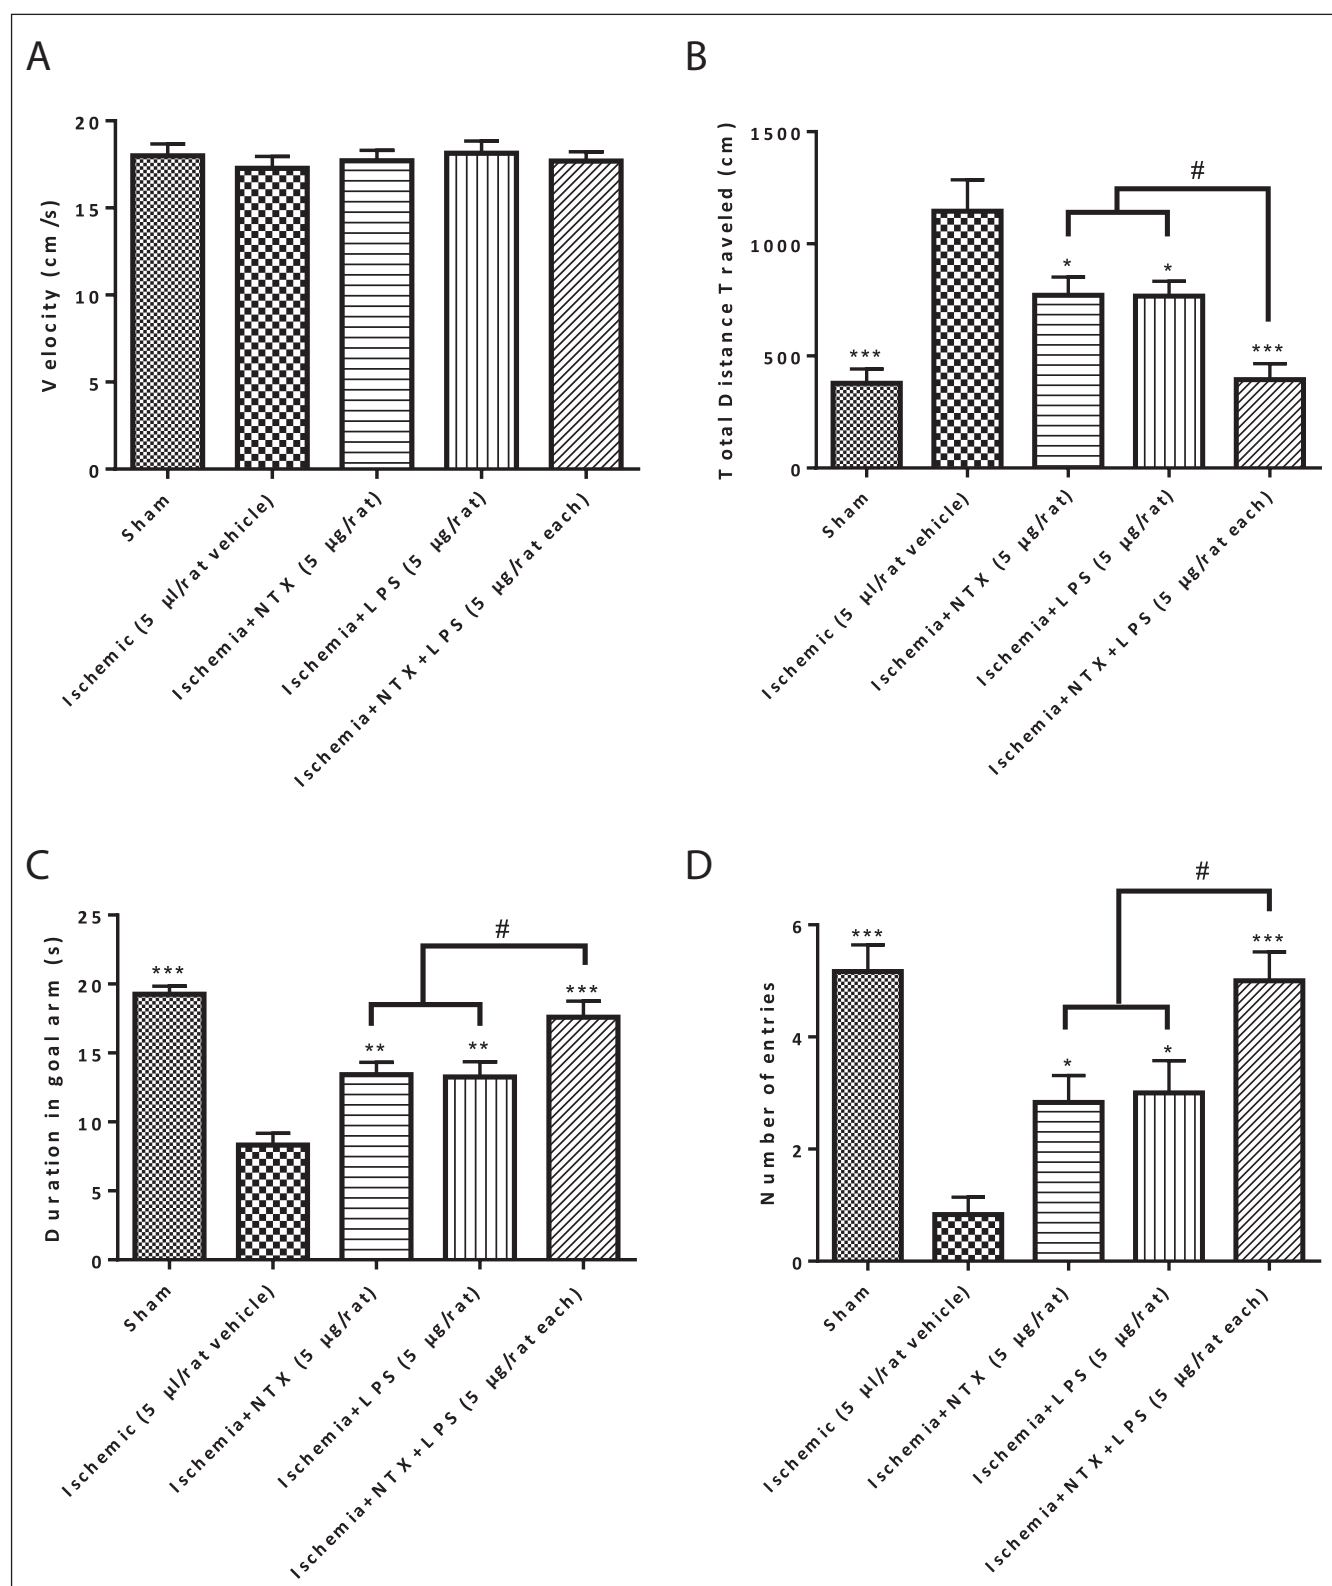 A
Velocity (cm/s)
20
15
10
5
0
Sham
Ischemic (5 µl/rat vehicle)
Ischemia+NTX (5 µg/rat)
Ischemia+LPS (5 µg/rat)
Ischemia+NTX+LPS (5 µg/rat each)
B
Total Distance Traveled (cm)
1500
1000
500
0
***
*
*
***
#
Sham
Ischemic (5 µl/rat vehicle)
Ischemia+NTX (5 µg/rat)
Ischemia+LPS (5 µg/rat)
Ischemia+NTX+LPS (5 µg/rat each)
C
Duration in goal arm (s)
25
20
15
10
5
0
***
**
**
***
#
Sham
Ischemic (5 µl/rat vehicle)
Ischemia+NTX (5 µg/rat)
Ischemia+LPS (5 µg/rat)
Ischemia+NTX+LPS (5 µg/rat each)
D
Number of entries
6
4
2
0
***
*
*
***
#
Sham
Ischemic (5 µl/rat vehicle)
Ischemia+NTX (5 µg/rat)
Ischemia+LPS (5 µg/rat)
Ischemia+NTX+LPS (5 µg/rat each)